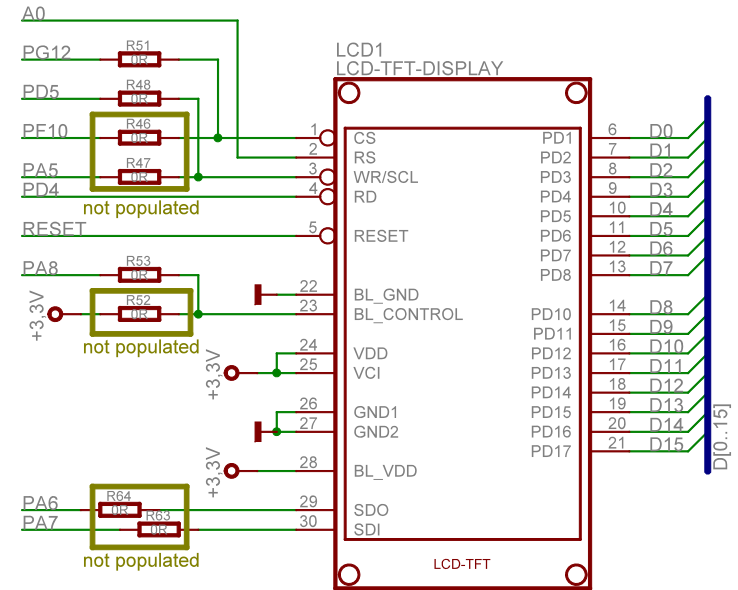 A0
PG12 R51 0R
LCD1
LCD-TFT-DISPLAY
PD5 R48 0R
PF10 R46 0R 1 CS PD1 6 D0
2 RS PD2 7 D1
PA5 R47 0R 3 WR/SCL PD3 8 D2
PD4 4 RD PD4 9 D3
not populated PD5 10 D4
RESET 5 RESET PD6 11 D5
PD7 12 D6
PA8 R53 0R PD8 13 D7
22 BL_GND
+3,3V R52 0R 23 BL_CONTROL PD10 14 D8
not populated PD11 15 D9
+3,3V 24 VDD PD12 16 D10
25 VCI PD13 17 D11
PD14 18 D12
26 GND1 PD15 19 D13
27 GND2 PD16 20 D14
PD17 21 D15
D[0..15]
+3,3V 28 BL_VDD
PA6 R64 0R 29 SDO
PA7 R63 0R 30 SDI
not populated
LCD-TFT